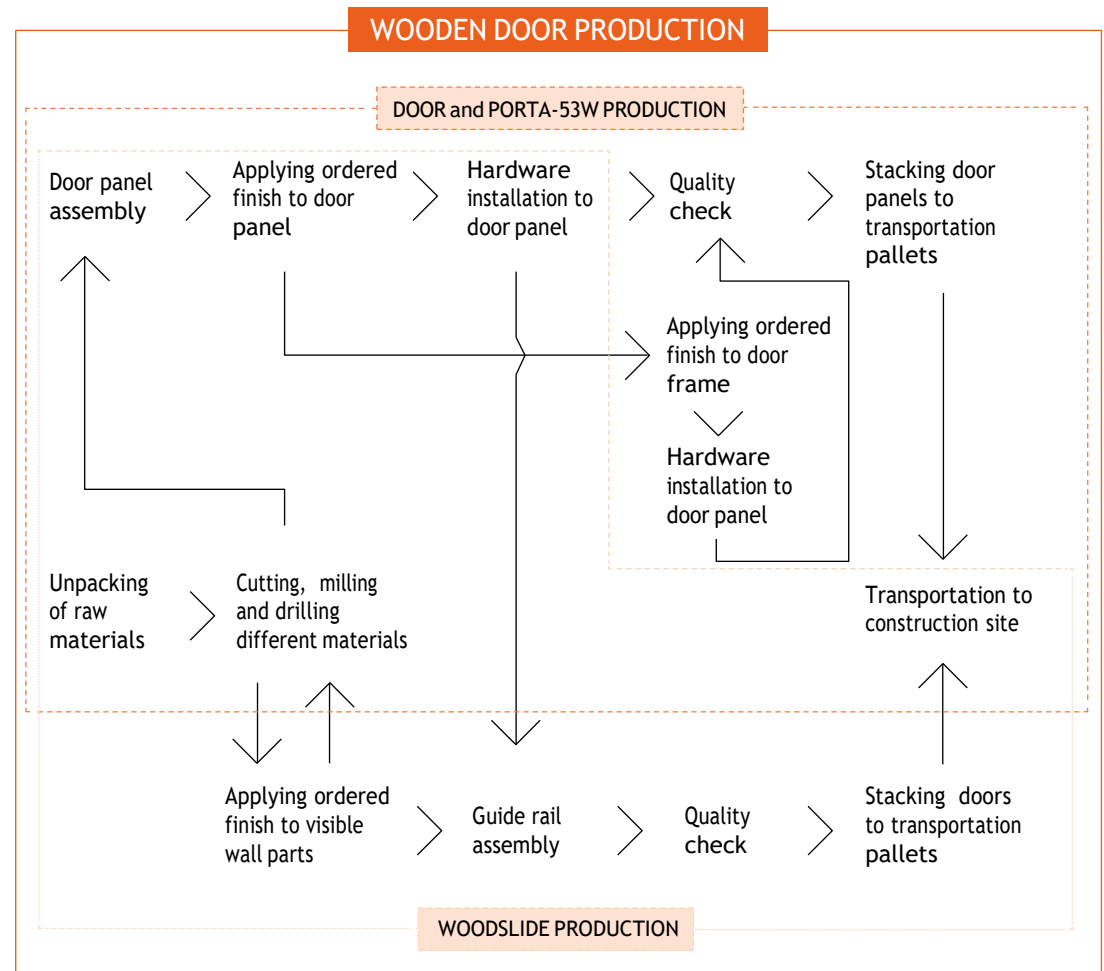 WOODEN DOOR PRODUCTION
DOOR and PORTA-53W PRODUCTION
Door panel
assembly
Applying ordered
finish to door
panel
Hardware
installation to
door panel
Quality
check
Stacking door
panels to
transportation
pallets
Applying ordered
finish to door
frame
Hardware
installation to
door panel
Unpacking
of raw
materials
Cutting, milling
and drilling
different materials
Transportation to
construction site
Applying ordered
finish to visible
wall parts
Guide rail
assembly
Quality
check
Stacking doors
to transportation
pallets
WOODSLIDE PRODUCTION